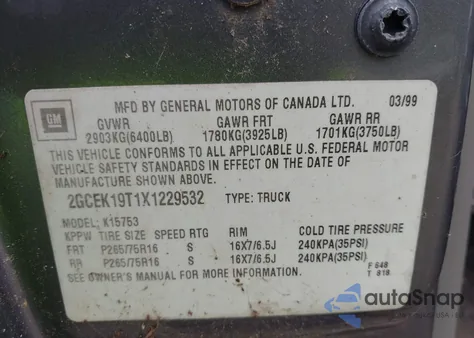 GM
MFD BY GENERAL MOTORS OF CANADA LTD. 03/99
GVWR GAWR FRT GAWR RR
2903KG(6400LB) 1780KG(3925LB) 1701KG(3750LB)
THIS VEHICLE CONFORMS TO ALL APPLICABLE U.S. FEDERAL MOTOR
VEHICLE SAFETY STANDARDS IN EFFECT ON THE DATE OF
MANUFACTURE SHOWN ABOVE.
2GCEK19T1X1229532 TYPE: TRUCK
MODEL: K15753
KPPW TIRE SIZE SPEED RTG RIM COLD TIRE PRESSURE
FRT P265/75R16 S 16X7/6.5J 240KPA(35PSI)
RR P265/75R16 S 16X7/6.5J 240KPA(35PSI)
SEE OWNER'S MANUAL FOR MORE INFORMATION.
F 648
T 818
autoSnap